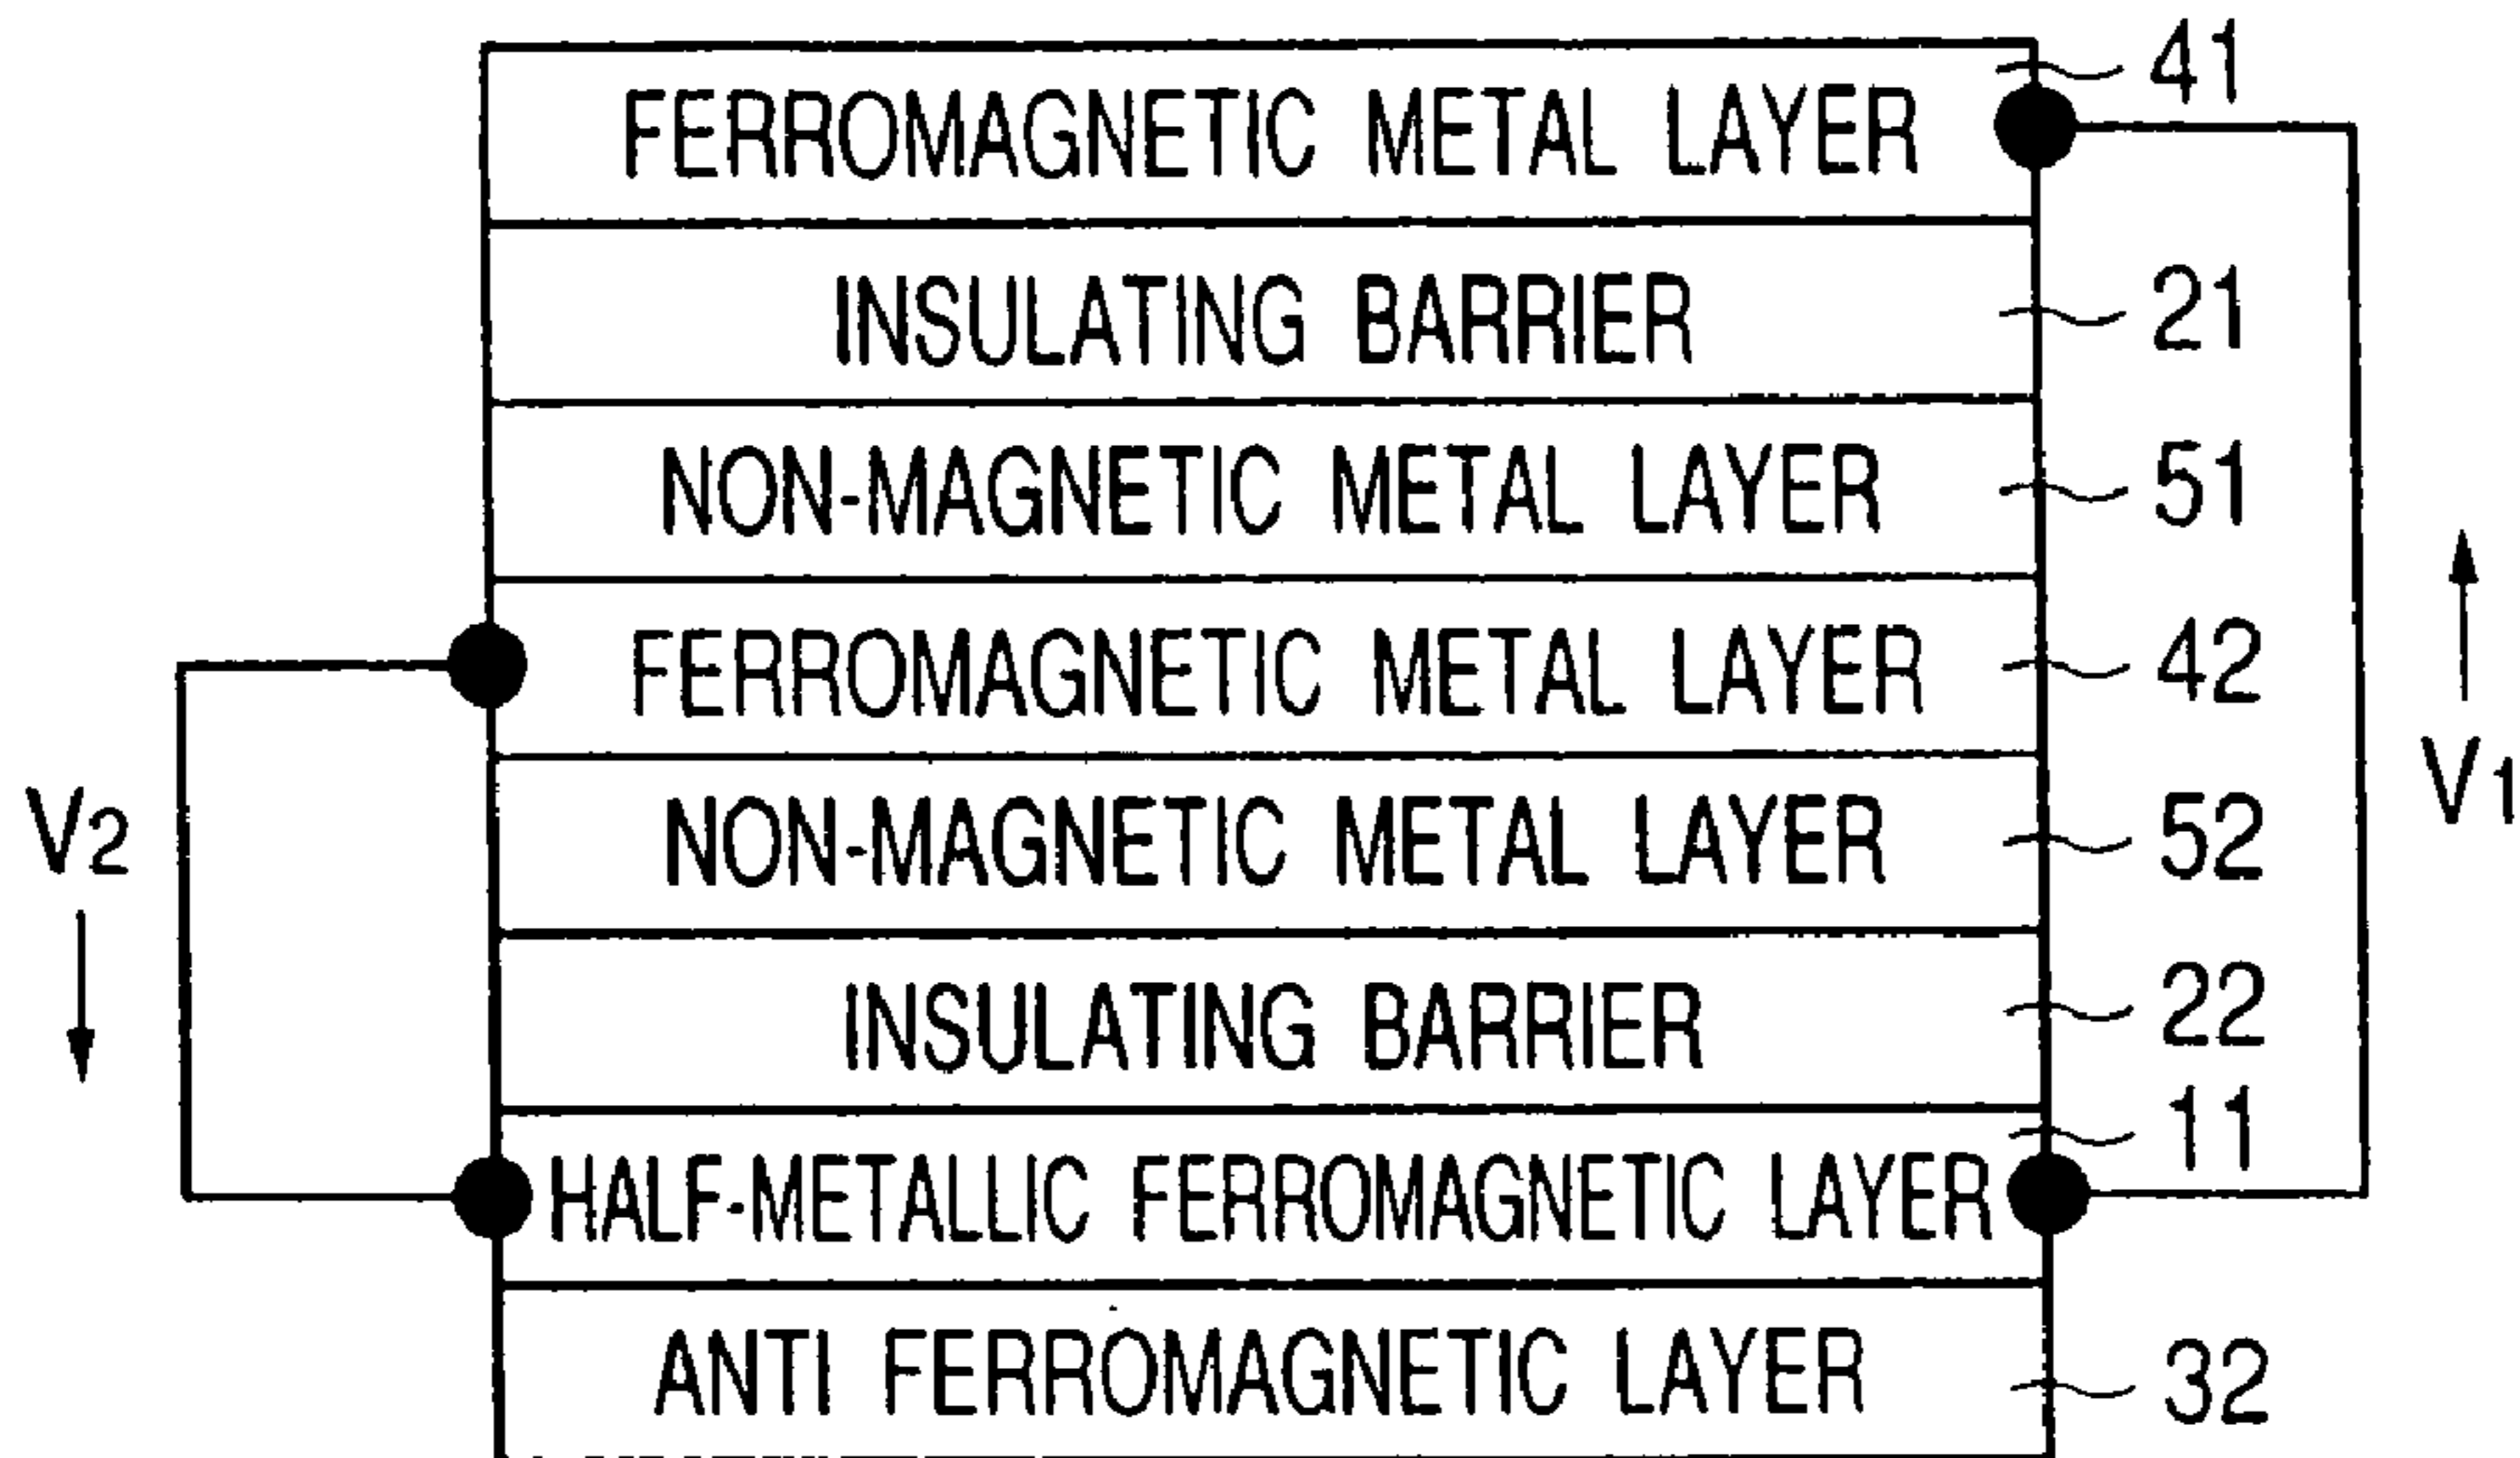 FERROMAGNETIC METAL LAYER 41
INSULATING BARRIER 21
NON-MAGNETIC METAL LAYER 51
FERROMAGNETIC METAL LAYER 42
V1
V2
NON-MAGNETIC METAL LAYER 52
INSULATING BARRIER 22
HALF-METALLIC FERROMAGNETIC LAYER 11
ANTI FERROMAGNETIC LAYER 32